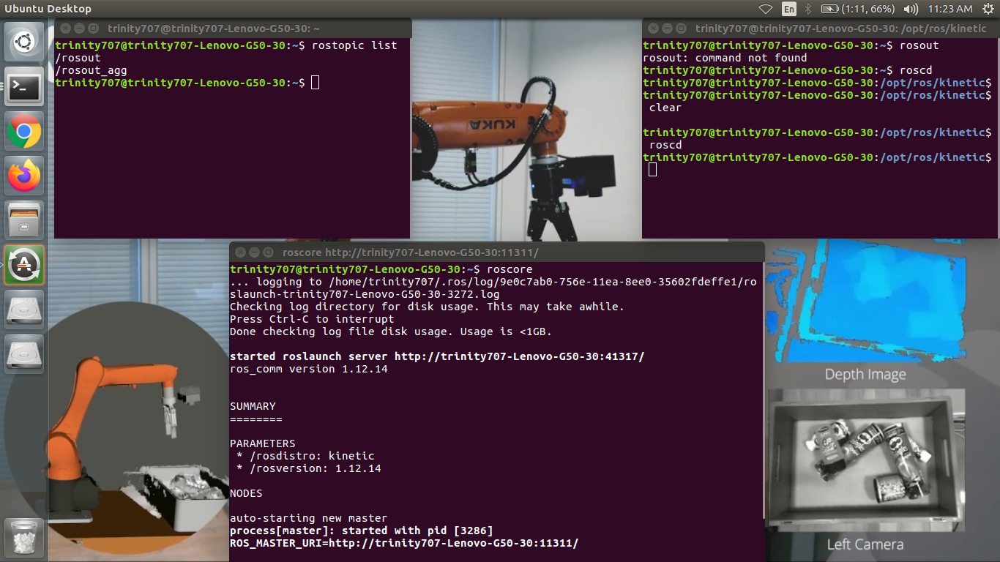 Ubuntu Desktop
En
(1:11, 66%)
11:23 AM
trinity707@trinity707-Lenovo-G50-30: ~
trinity707@trinity707-Lenovo-G50-30:~$ rostopic list
/rosout
/rosout_agg
trinity707@trinity707-Lenovo-G50-30:~$
trinity707@trinity707-Lenovo-G50-30: /opt/ros/kinetic
trinity707@trinity707-Lenovo-G50-30:~$ rosout
rosout: command not found
trinity707@trinity707-Lenovo-G50-30:~$ roscd
trinity707@trinity707-Lenovo-G50-30:/opt/ros/kinetic$
trinity707@trinity707-Lenovo-G50-30:/opt/ros/kinetic$
clear
trinity707@trinity707-Lenovo-G50-30:/opt/ros/kinetic$
roscd
trinity707@trinity707-Lenovo-G50-30:/opt/ros/kinetic$
KUKA
roscore http://trinity707-Lenovo-G50-30:11311/
trinity707@trinity707-Lenovo-G50-30:~$ roscore
... logging to /home/trinity707/.ros/log/9e0c7ab0-756e-11ea-8ee0-35602fdeffe1/ro
slaunch-trinity707-Lenovo-G50-30-3272.log
Checking log directory for disk usage. This may take awhile.
Press Ctrl-C to interrupt
Done checking log file disk usage. Usage is <1GB.
started roslaunch server http://trinity707-Lenovo-G50-30:41317/
ros_comm version 1.12.14
SUMMARY
========
PARAMETERS
* /rosdistro: kinetic
* /rosversion: 1.12.14
NODES
auto-starting new master
process[master]: started with pid [3286]
ROS_MASTER_URI=http://trinity707-Lenovo-G50-30:11311/
Depth Image
Left Camera